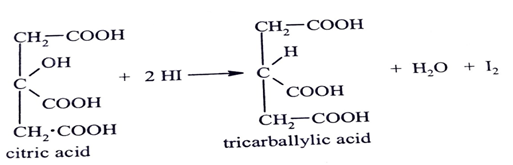 CH₂—COOH
OH
C
COOH
CH₂·COOH
citric acid
+ 2 HI
CH₂—COOH
H
C
COOH
CH₂—COOH
tricarballylic acid
+ H₂O + I₂